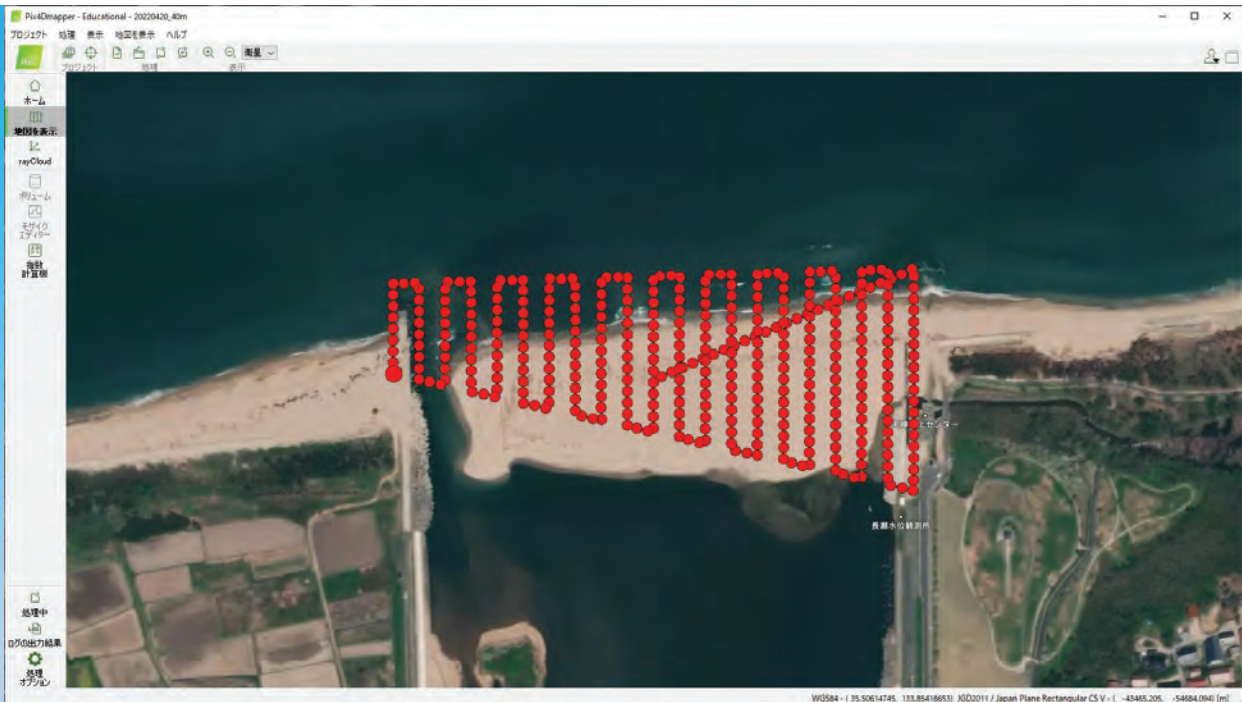 Pix4Dmapper - Educational - 20220420_40m
プロジェクト 処理 表示 地図を表示 ヘルプ
衛星
プロジェクト 処理 表示
ホーム
地図を表示
rayCloud
ボリューム
モザイク
エディター
指数
計算機
センター
長瀬水位観測所
処理中
ログの出力結果
処理
オプション
WGS84 - ( 35.50614745, 133.85418653) JGD2011 / Japan Plane Rectangular CS V - ( -43465.205, -54684.094) [m]